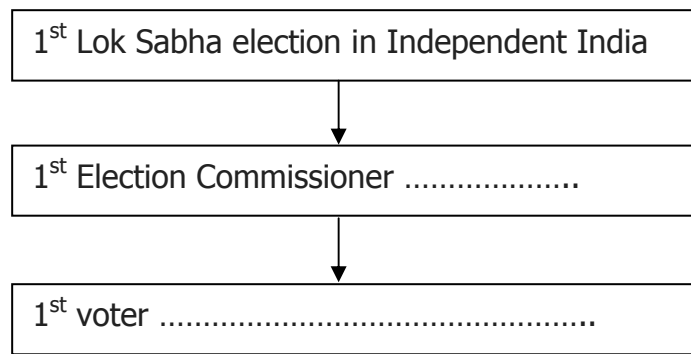 1st Lok Sabha election in Independent India
1st Election Commissioner ………………..
1st voter ……………………………………………..